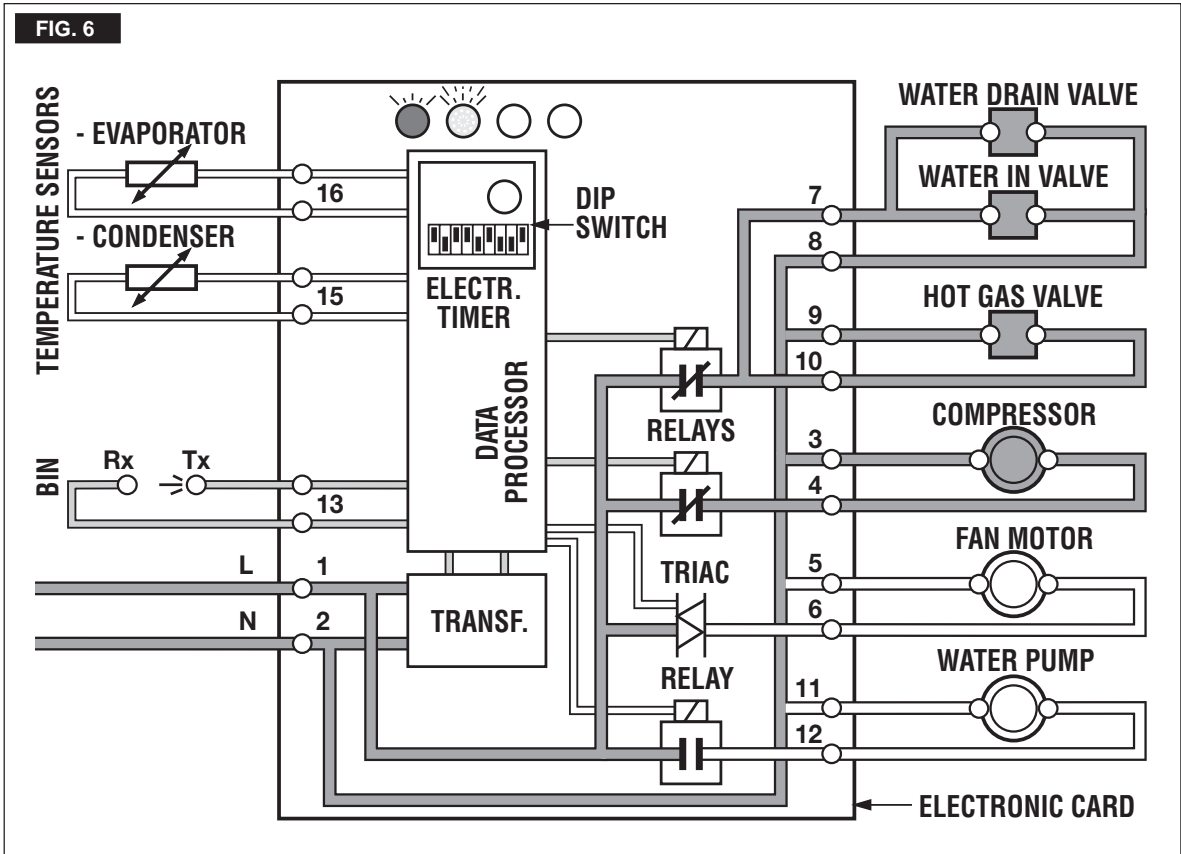 FIG. 6
TEMPERATURE SENSORS
- EVAPORATOR
16
- CONDENSER
15
BIN
Rx
Tx
13
L
1
N
2
DIP
SWITCH
ELECTR.
TIMER
DATA
PROCESSOR
TRANSF.
RELAYS
TRIAC
RELAY
7
8
9
10
3
4
5
6
11
12
WATER DRAIN VALVE
WATER IN VALVE
HOT GAS VALVE
COMPRESSOR
FAN MOTOR
WATER PUMP
ELECTRONIC CARD